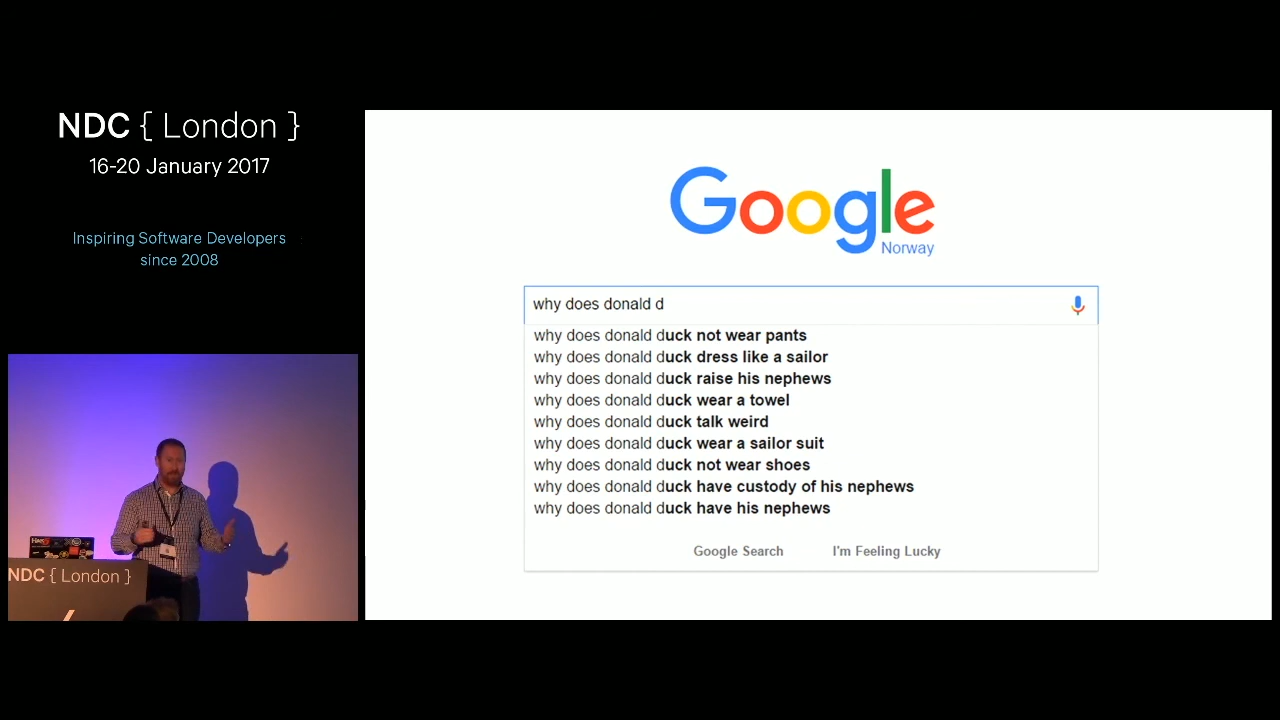 NDC { London }
16-20 January 2017
Inspiring Software Developers
since 2008
Google
Norway
why does donald d
why does donald duck not wear pants
why does donald duck dress like a sailor
why does donald duck raise his nephews
why does donald duck wear a towel
why does donald duck talk weird
why does donald duck wear a sailor suit
why does donald duck not wear shoes
why does donald duck have custody of his nephews
why does donald duck have his nephews
Google Search
I'm Feeling Lucky
NDC { London }